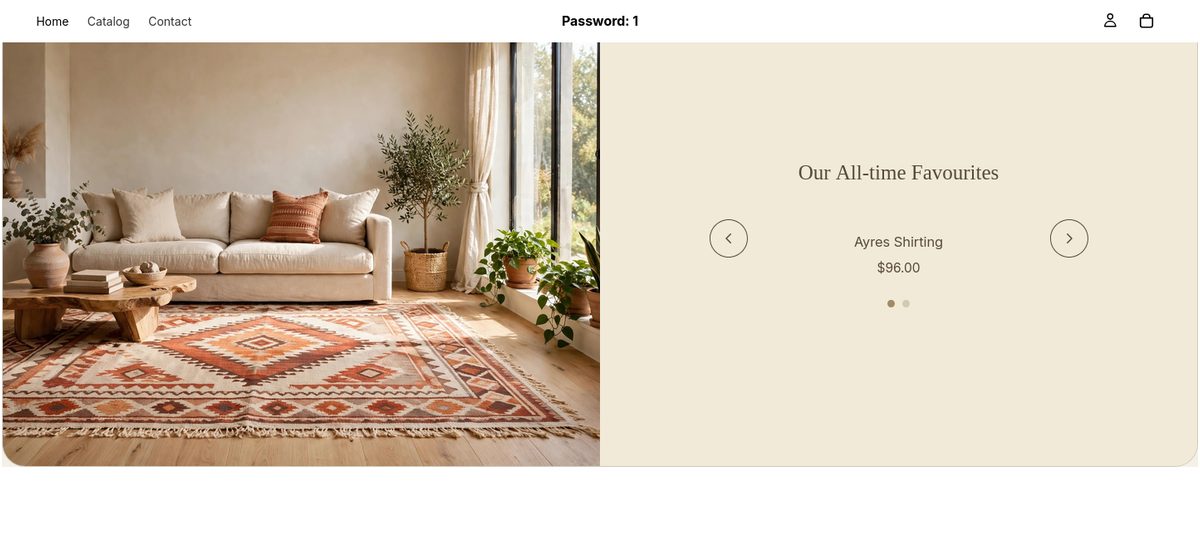 Home
Catalog
Contact
Password: 1
Our All-time Favourites
Ayres Shirting
$96.00